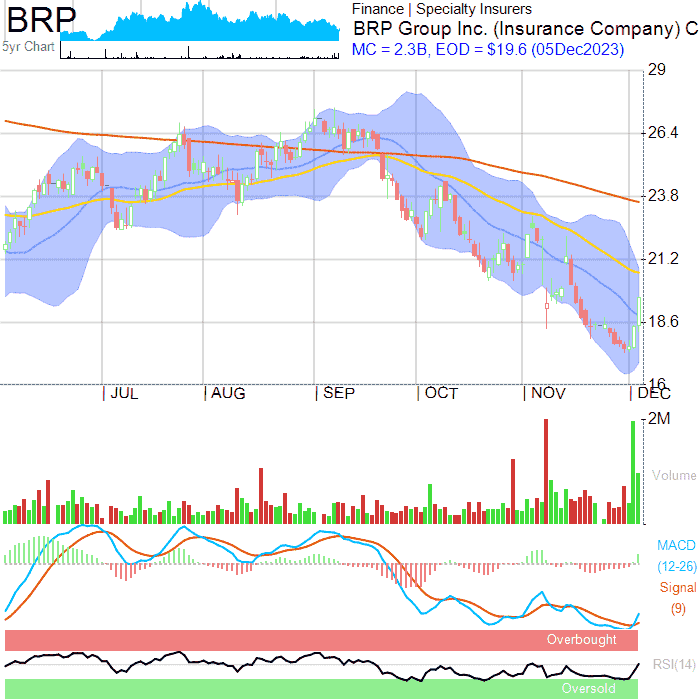 BRP
5yr Chart
Finance | Specialty Insurers
BRP Group Inc. (Insurance Company) C
MC = 2.3B, EOD = $19.6 (05Dec2023)
29
26.4
23.8
21.2
18.6
16
JUL AUG SEP OCT NOV DEC
2M
Volume
MACD
(12-26)
Signal
(9)
Overbought
RSI(14)
Oversold